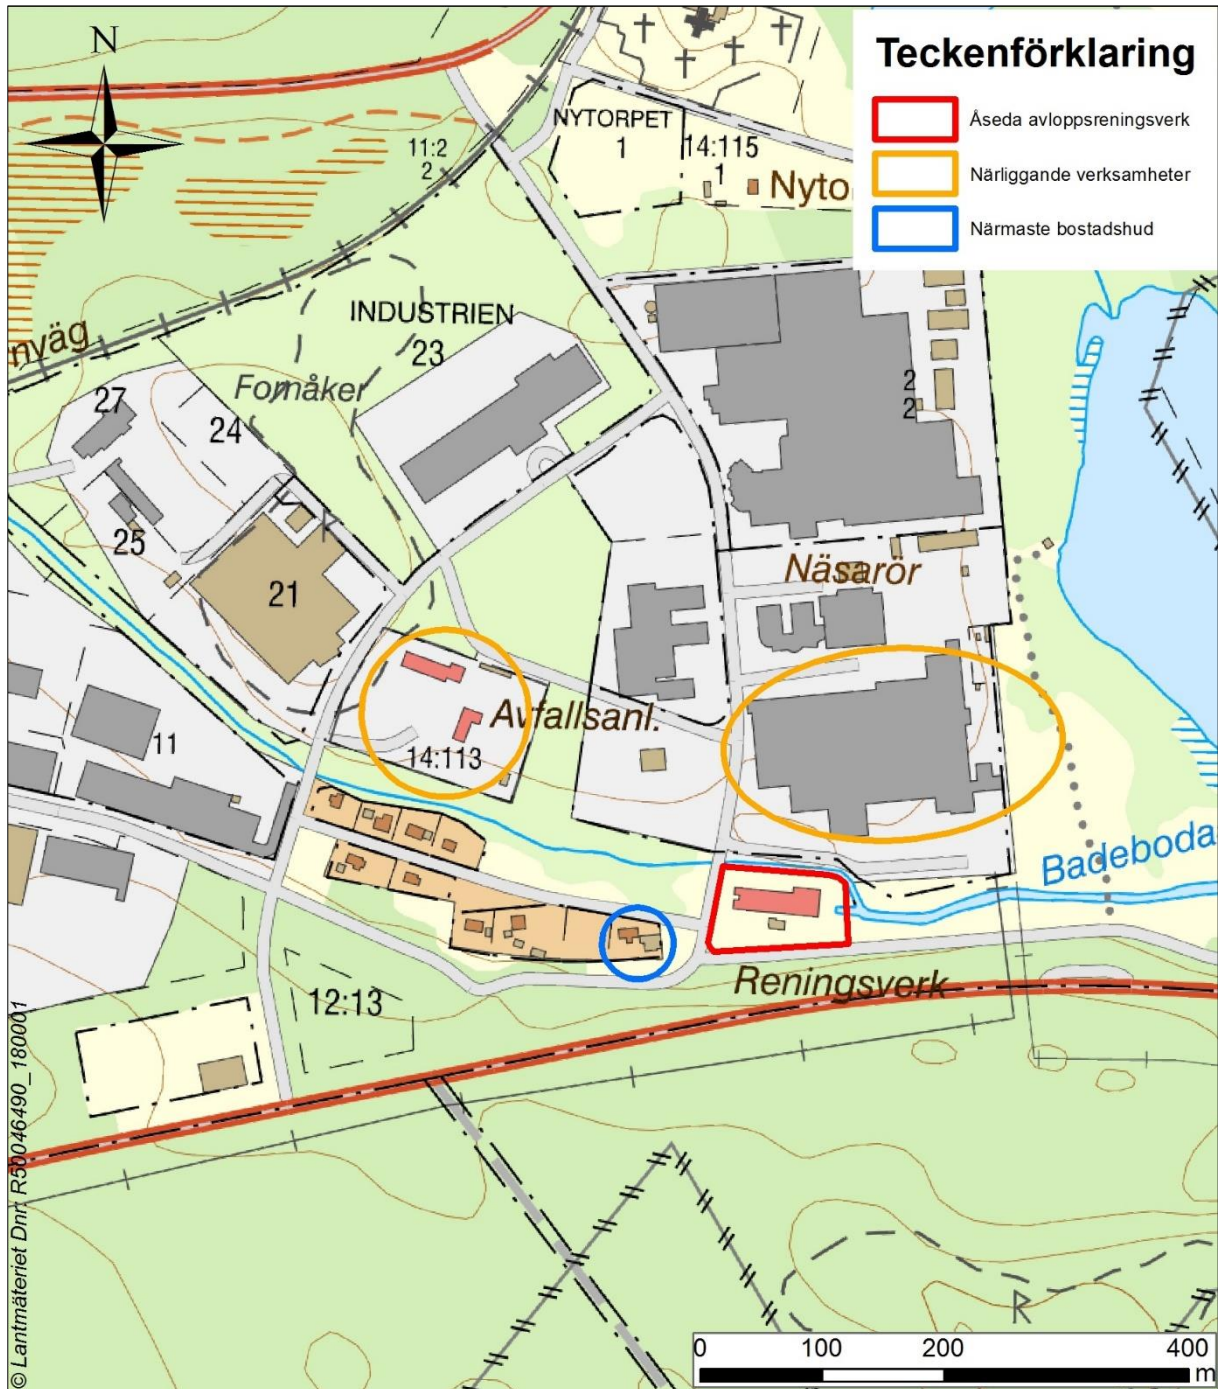 N
Teckenförklaring
Åseda avloppsreningsverk
Närliggande verksamheter
Närmaste bostadshud
NYTORPET
1
14:115
1
11:2
2
Nyto
INDUSTRIEN
23
nyäg
Fornåker
27
24
2
2
25
R
21
Näsarör
Avfallsanl.
14:113
11
Badeboda
Reningsverk
12:13
R
© Lantmäteriet Dnr: R50046490_180001
0 100 200 400
m